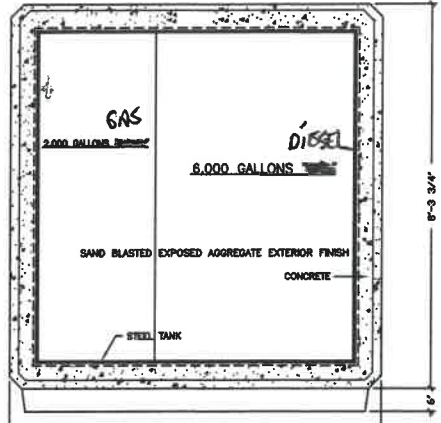 GAS
2,000 GALLONS
DIESEL
6,000 GALLONS
8'-3 3/4"
SAND BLASTED EXPOSED AGGREGATE EXTERIOR FINISH
CONCRETE
STEEL TANK
6"